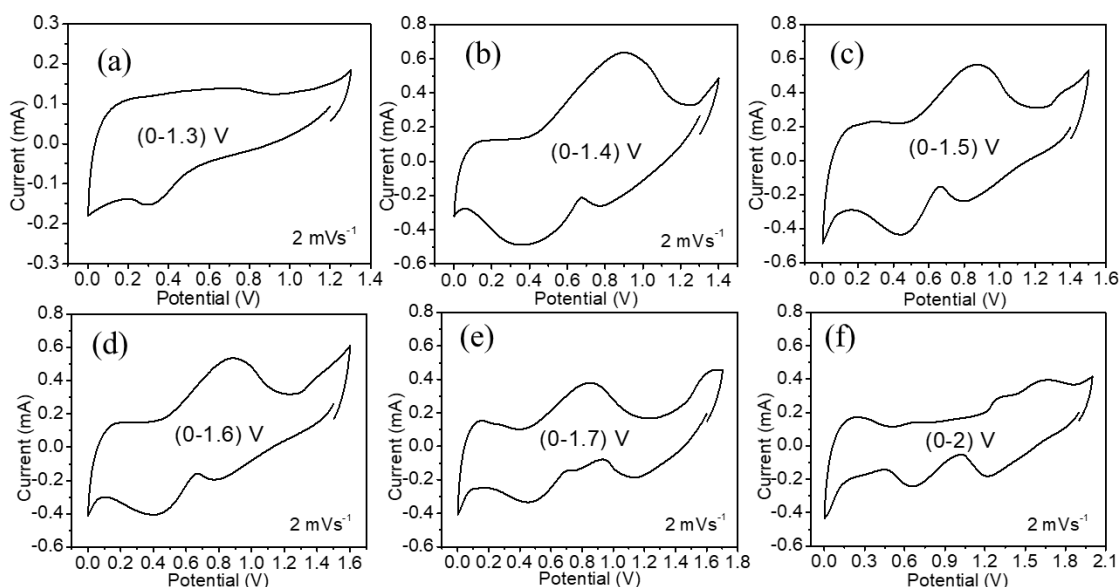 (a)
(0-1.3) V
2 mVs⁻¹
Current (mA)
0.3
0.2
0.1
0.0
-0.1
-0.2
-0.3
0.0 0.2 0.4 0.6 0.8 1.0 1.2 1.4
Potential (V)
(b)
(0-1.4) V
2 mVs⁻¹
Current (mA)
0.8
0.6
0.4
0.2
0.0
-0.2
-0.4
-0.6
0.0 0.2 0.4 0.6 0.8 1.0 1.2 1.4
Potential (V)
(c)
(0-1.5) V
2 mVs⁻¹
Current (mA)
0.8
0.6
0.4
0.2
0.0
-0.2
-0.4
-0.6
0.0 0.2 0.4 0.6 0.8 1.0 1.2 1.4 1.6
Potential (V)
(d)
(0-1.6) V
2 mVs⁻¹
Current (mA)
0.8
0.6
0.4
0.2
0.0
-0.2
-0.4
-0.6
0.0 0.2 0.4 0.6 0.8 1.0 1.2 1.4 1.6
Potential (V)
(e)
(0-1.7) V
2 mVs⁻¹
Current (mA)
0.8
0.6
0.4
0.2
0.0
-0.2
-0.4
-0.6
0.0 0.2 0.4 0.6 0.8 1.0 1.2 1.4 1.6 1.8
Potential (V)
(f)
(0-2) V
2 mVs⁻¹
Current (mA)
0.8
0.6
0.4
0.2
0.0
-0.2
-0.4
-0.6
0.0 0.3 0.6 0.9 1.2 1.5 1.8 2.1
Potential (V)